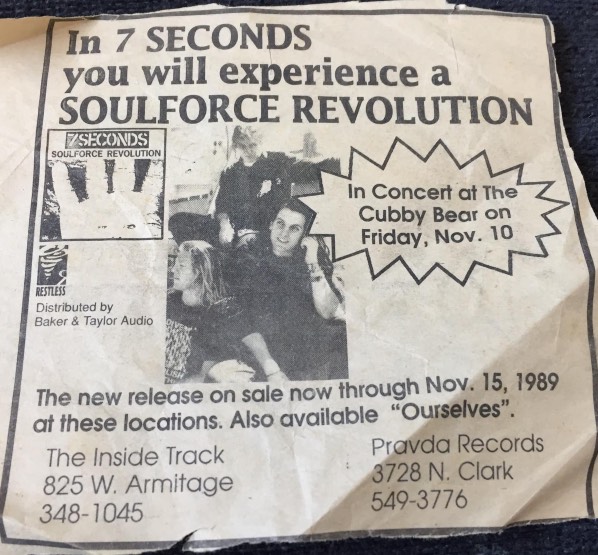 In 7 SECONDS
you will experience a
SOULFORCE REVOLUTION
7SECONDS
SOULFORCE REVOLUTION
In Concert at The
Cubby Bear on
Friday, Nov. 10
RESTLESS
Distributed by
Baker & Taylor Audio
The new release on sale now through Nov. 15, 1989
at these locations. Also available “Ourselves”.
The Inside Track
825 W. Armitage
348-1045
Pravda Records
3728 N. Clark
549-3776